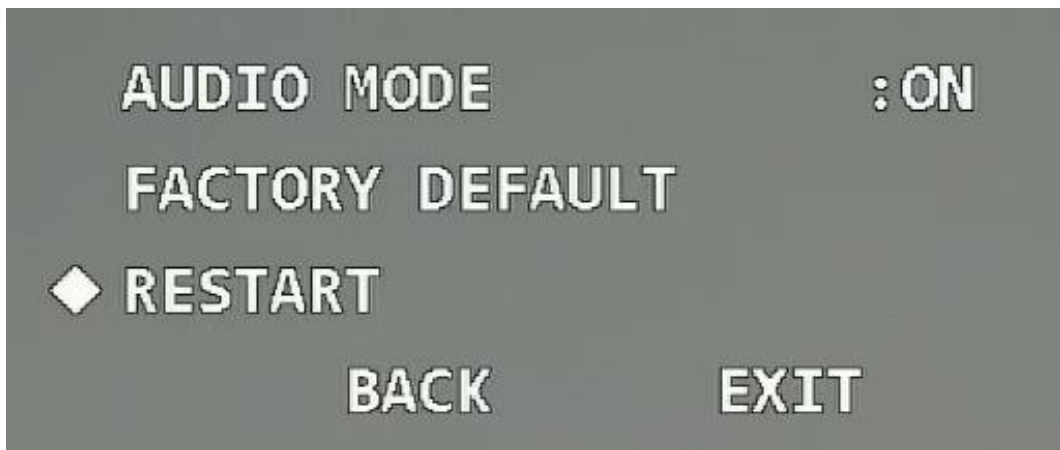 AUDIO MODE :ON
FACTORY DEFAULT
RESTART
BACK EXIT